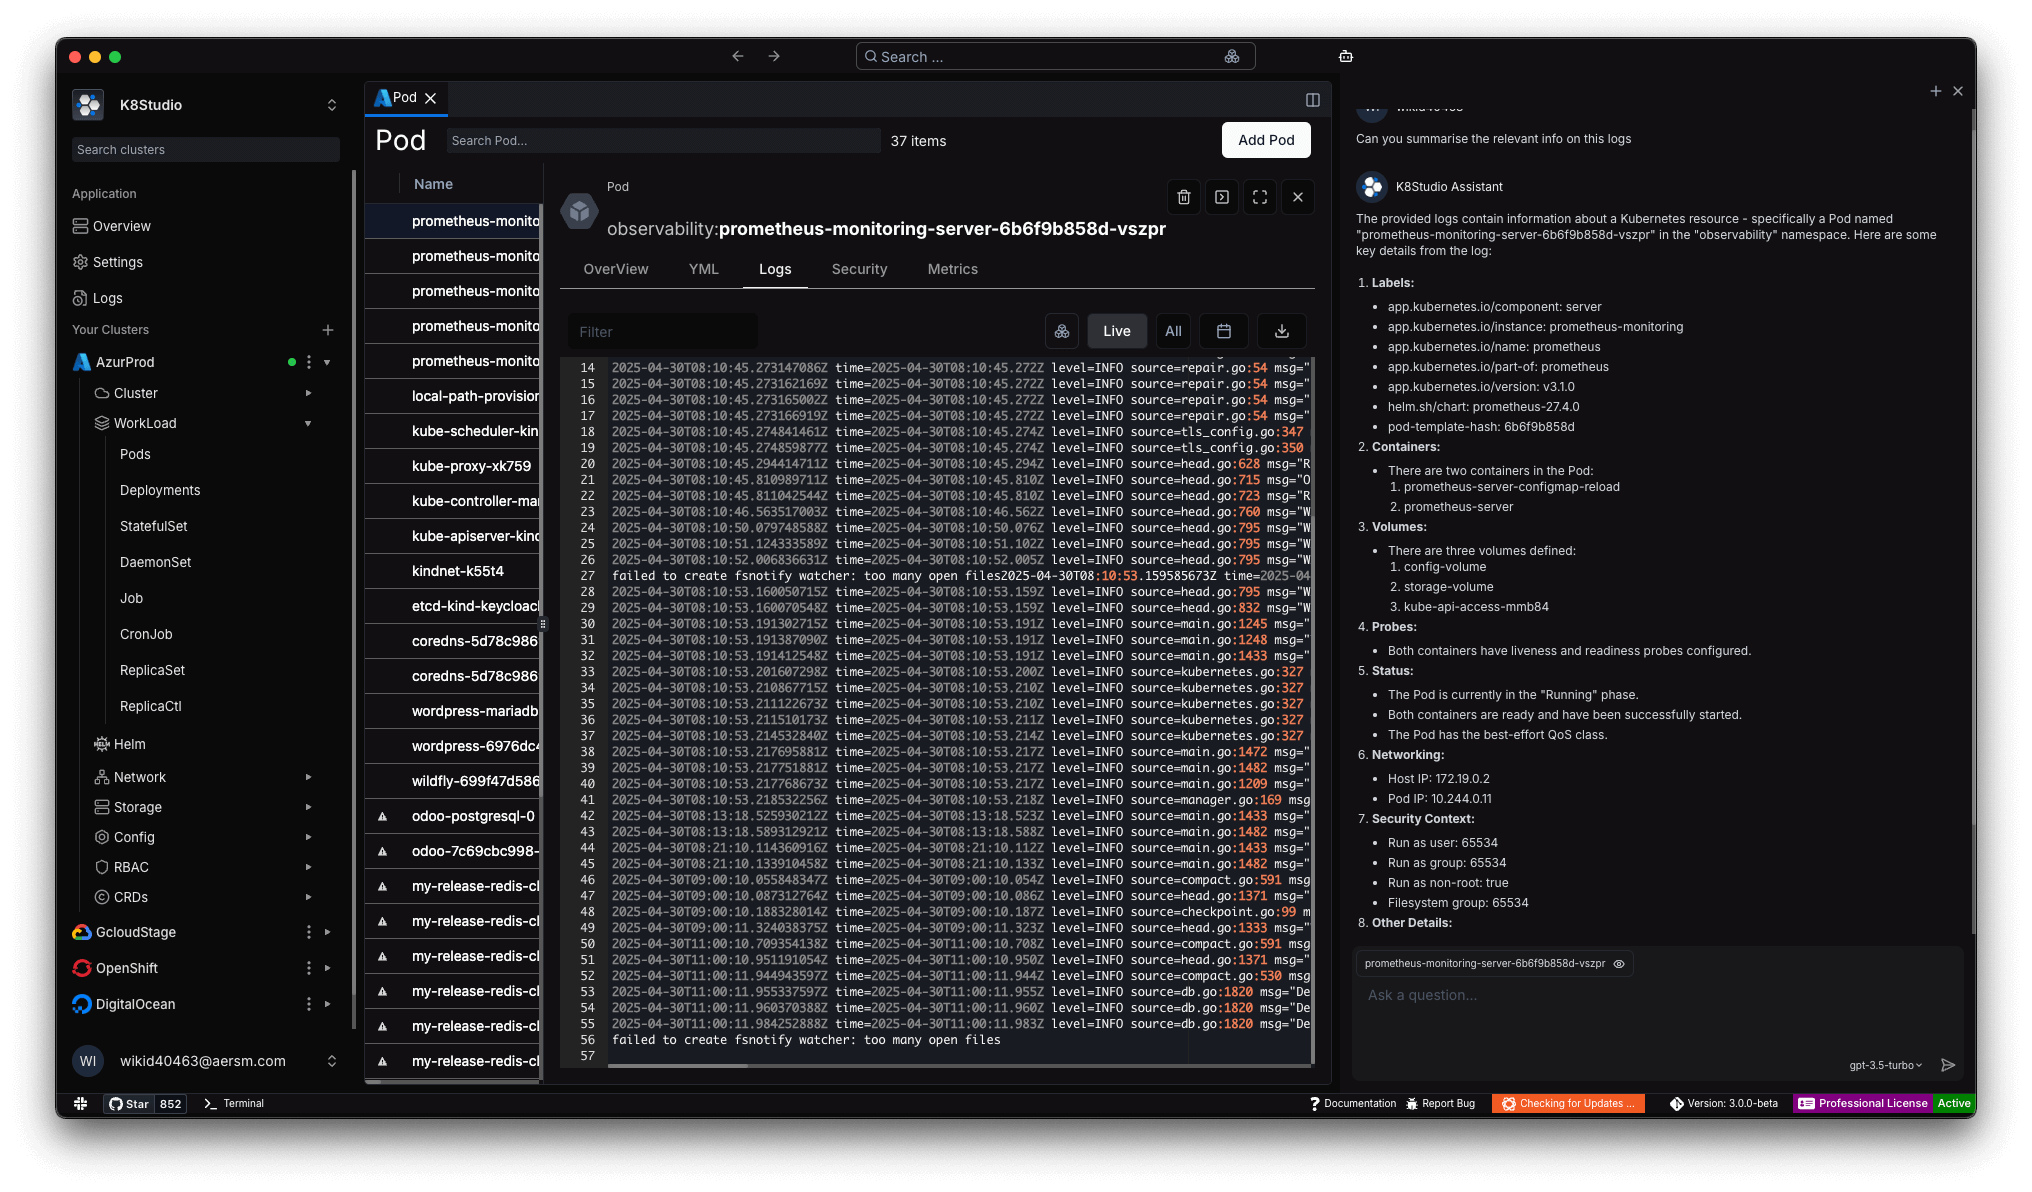 Search ...
K8Studio
Search clusters
Application
Overview
Settings
Logs
Your Clusters
AzurProd
Cluster
WorkLoad
Pods
Deployments
StatefulSet
DaemonSet
Job
CronJob
ReplicaSet
ReplicaCtl
Helm
Network
Storage
Config
RBAC
CRDs
GcloudStage
OpenShift
DigitalOcean
WI
wikid40463@aersm.com
Pod
Pod
Search Pod...
37 items
Add Pod
Name
prometheus-monito
prometheus-monito
prometheus-monito
prometheus-monito
prometheus-monito
local-path-provision
kube-scheduler-kin
kube-proxy-xk759
kube-controller-mar
kube-apiserver-kind
kindnet-k55t4
etcd-kind-keycloack
coredns-5d78c986
coredns-5d78c986
wordpress-mariadb
wordpress-6976dc4
wildfly-699f47d586
odoo-postgresql-0
odoo-7c69cbc998-
my-release-redis-cl
my-release-redis-cl
my-release-redis-cl
my-release-redis-cl
my-release-redis-cl
my-release-redis-cl
Pod
observability:prometheus-monitoring-server-6b6f9b858d-vszpr
OverView YML Logs Security Metrics
Filter
Live
All
14 2025-04-30T08:10:45.273147086Z time=2025-04-30T08:10:45.272Z level=INFO source=repair.go:54 msg="
15 2025-04-30T08:10:45.273162169Z time=2025-04-30T08:10:45.272Z level=INFO source=repair.go:54 msg="
16 2025-04-30T08:10:45.273165002Z time=2025-04-30T08:10:45.272Z level=INFO source=repair.go:54 msg="
17 2025-04-30T08:10:45.273166919Z time=2025-04-30T08:10:45.272Z level=INFO source=repair.go:54 msg="
18 2025-04-30T08:10:45.274841461Z time=2025-04-30T08:10:45.274Z level=INFO source=tls_config.go:347
19 2025-04-30T08:10:45.274859877Z time=2025-04-30T08:10:45.274Z level=INFO source=tls_config.go:350
20 2025-04-30T08:10:45.294414711Z time=2025-04-30T08:10:45.294Z level=INFO source=head.go:628 msg="R
21 2025-04-30T08:10:45.810989711Z time=2025-04-30T08:10:45.810Z level=INFO source=head.go:715 msg="O
22 2025-04-30T08:10:45.811042544Z time=2025-04-30T08:10:45.810Z level=INFO source=head.go:723 msg="R
23 2025-04-30T08:10:46.563517003Z time=2025-04-30T08:10:46.562Z level=INFO source=head.go:760 msg="W
24 2025-04-30T08:10:50.079748588Z time=2025-04-30T08:10:50.076Z level=INFO source=head.go:795 msg="W
25 2025-04-30T08:10:51.124333589Z time=2025-04-30T08:10:51.102Z level=INFO source=head.go:795 msg="W
26 2025-04-30T08:10:52.006836631Z time=2025-04-30T08:10:52.005Z level=INFO source=head.go:795 msg="W
27 failed to create fsnotify watcher: too many open files2025-04-30T08:10:53.159585673Z time=2025-04
28 2025-04-30T08:10:53.160050715Z time=2025-04-30T08:10:53.159Z level=INFO source=head.go:795 msg="W
29 2025-04-30T08:10:53.160070548Z time=2025-04-30T08:10:53.159Z level=INFO source=head.go:832 msg="W
30 2025-04-30T08:10:53.191302715Z time=2025-04-30T08:10:53.191Z level=INFO source=main.go:1245 msg="
31 2025-04-30T08:10:53.191387090Z time=2025-04-30T08:10:53.191Z level=INFO source=main.go:1248 msg="
32 2025-04-30T08:10:53.191412548Z time=2025-04-30T08:10:53.191Z level=INFO source=main.go:1433 msg="
33 2025-04-30T08:10:53.201607298Z time=2025-04-30T08:10:53.200Z level=INFO source=kubernetes.go:327
34 2025-04-30T08:10:53.210867715Z time=2025-04-30T08:10:53.210Z level=INFO source=kubernetes.go:327
35 2025-04-30T08:10:53.211122673Z time=2025-04-30T08:10:53.210Z level=INFO source=kubernetes.go:327
36 2025-04-30T08:10:53.211510173Z time=2025-04-30T08:10:53.211Z level=INFO source=kubernetes.go:327
37 2025-04-30T08:10:53.214532840Z time=2025-04-30T08:10:53.214Z level=INFO source=kubernetes.go:327
38 2025-04-30T08:10:53.217695881Z time=2025-04-30T08:10:53.217Z level=INFO source=main.go:1472 msg="
39 2025-04-30T08:10:53.217751881Z time=2025-04-30T08:10:53.217Z level=INFO source=main.go:1482 msg="
40 2025-04-30T08:10:53.217768673Z time=2025-04-30T08:10:53.217Z level=INFO source=main.go:1209 msg="
41 2025-04-30T08:10:53.218532256Z time=2025-04-30T08:10:53.218Z level=INFO source=manager.go:169 msg
42 2025-04-30T08:13:18.525930212Z time=2025-04-30T08:13:18.523Z level=INFO source=main.go:1433 msg="
43 2025-04-30T08:13:18.589312921Z time=2025-04-30T08:13:18.588Z level=INFO source=main.go:1482 msg="
44 2025-04-30T08:21:10.114360916Z time=2025-04-30T08:21:10.112Z level=INFO source=main.go:1433 msg="
45 2025-04-30T08:21:10.133910458Z time=2025-04-30T08:21:10.133Z level=INFO source=main.go:1482 msg="
46 2025-04-30T09:00:10.055848347Z time=2025-04-30T09:00:10.054Z level=INFO source=compact.go:591 msg
47 2025-04-30T09:00:10.087312764Z time=2025-04-30T09:00:10.086Z level=INFO source=head.go:1371 msg="
48 2025-04-30T09:00:10.188328014Z time=2025-04-30T09:00:10.187Z level=INFO source=checkpoint.go:99 m
49 2025-04-30T09:00:11.324038375Z time=2025-04-30T09:00:11.323Z level=INFO source=head.go:1333 msg="
50 2025-04-30T11:00:10.709354138Z time=2025-04-30T11:00:10.708Z level=INFO source=compact.go:591 msg
51 2025-04-30T11:00:10.951191054Z time=2025-04-30T11:00:10.950Z level=INFO source=head.go:1371 msg="
52 2025-04-30T11:00:11.944943597Z time=2025-04-30T11:00:11.944Z level=INFO source=compact.go:530 msg
53 2025-04-30T11:00:11.955337597Z time=2025-04-30T11:00:11.955Z level=INFO source=db.go:1820 msg="De
54 2025-04-30T11:00:11.960370388Z time=2025-04-30T11:00:11.960Z level=INFO source=db.go:1820 msg="De
55 2025-04-30T11:00:11.984252888Z time=2025-04-30T11:00:11.983Z level=INFO source=db.go:1820 msg="De
56 failed to create fsnotify watcher: too many open files
57
Can you summarise the relevant info on this logs
K8Studio Assistant
The provided logs contain information about a Kubernetes resource - specifically a Pod named
"prometheus-monitoring-server-6b6f9b858d-vszpr" in the "observability" namespace. Here are some
key details from the log:
1. Labels:
• app.kubernetes.io/component: server
• app.kubernetes.io/instance: prometheus-monitoring
• app.kubernetes.io/name: prometheus
• app.kubernetes.io/part-of: prometheus
• app.kubernetes.io/version: v3.1.0
• helm.sh/chart: prometheus-27.4.0
• pod-template-hash: 6b6f9b858d
2. Containers:
• There are two containers in the Pod:
1. prometheus-server-configmap-reload
2. prometheus-server
3. Volumes:
• There are three volumes defined:
1. config-volume
2. storage-volume
3. kube-api-access-mmb84
4. Probes:
• Both containers have liveness and readiness probes configured.
5. Status:
• The Pod is currently in the "Running" phase.
• Both containers are ready and have been successfully started.
• The Pod has the best-effort QoS class.
6. Networking:
• Host IP: 172.19.0.2
• Pod IP: 10.244.0.11
7. Security Context:
• Run as user: 65534
• Run as group: 65534
• Run as non-root: true
• Filesystem group: 65534
8. Other Details:
prometheus-monitoring-server-6b6f9b858d-vszpr
Ask a question...
gpt-3.5-turbo
Star 852
Terminal
Documentation
Report Bug
Checking for Updates ...
Version: 3.0.0-beta
Professional License
Active